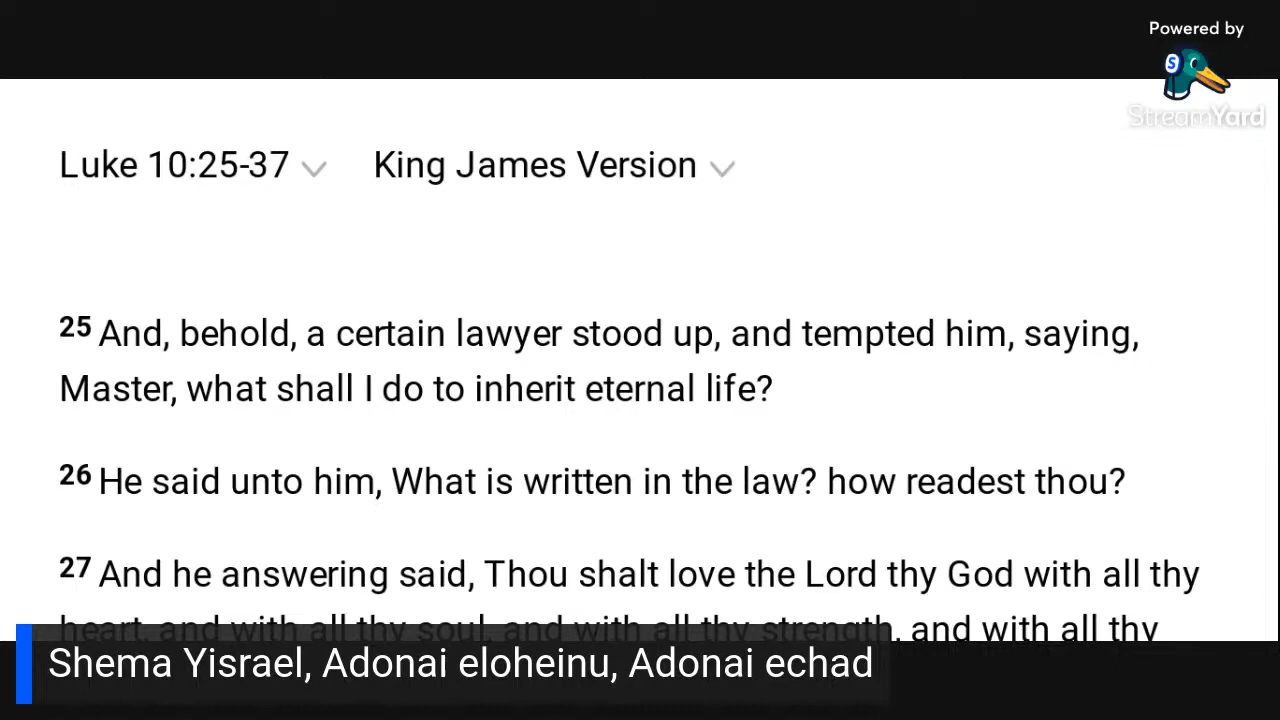 Powered by
S
StreamYard
Luke 10:25-37 King James Version
25 And, behold, a certain lawyer stood up, and tempted him, saying,
Master, what shall I do to inherit eternal life?
26 He said unto him, What is written in the law? how readest thou?
27 And he answering said, Thou shalt love the Lord thy God with all thy
heart, and with all thy soul, and with all thy strength, and with all thy
Shema Yisrael, Adonai eloheinu, Adonai echad